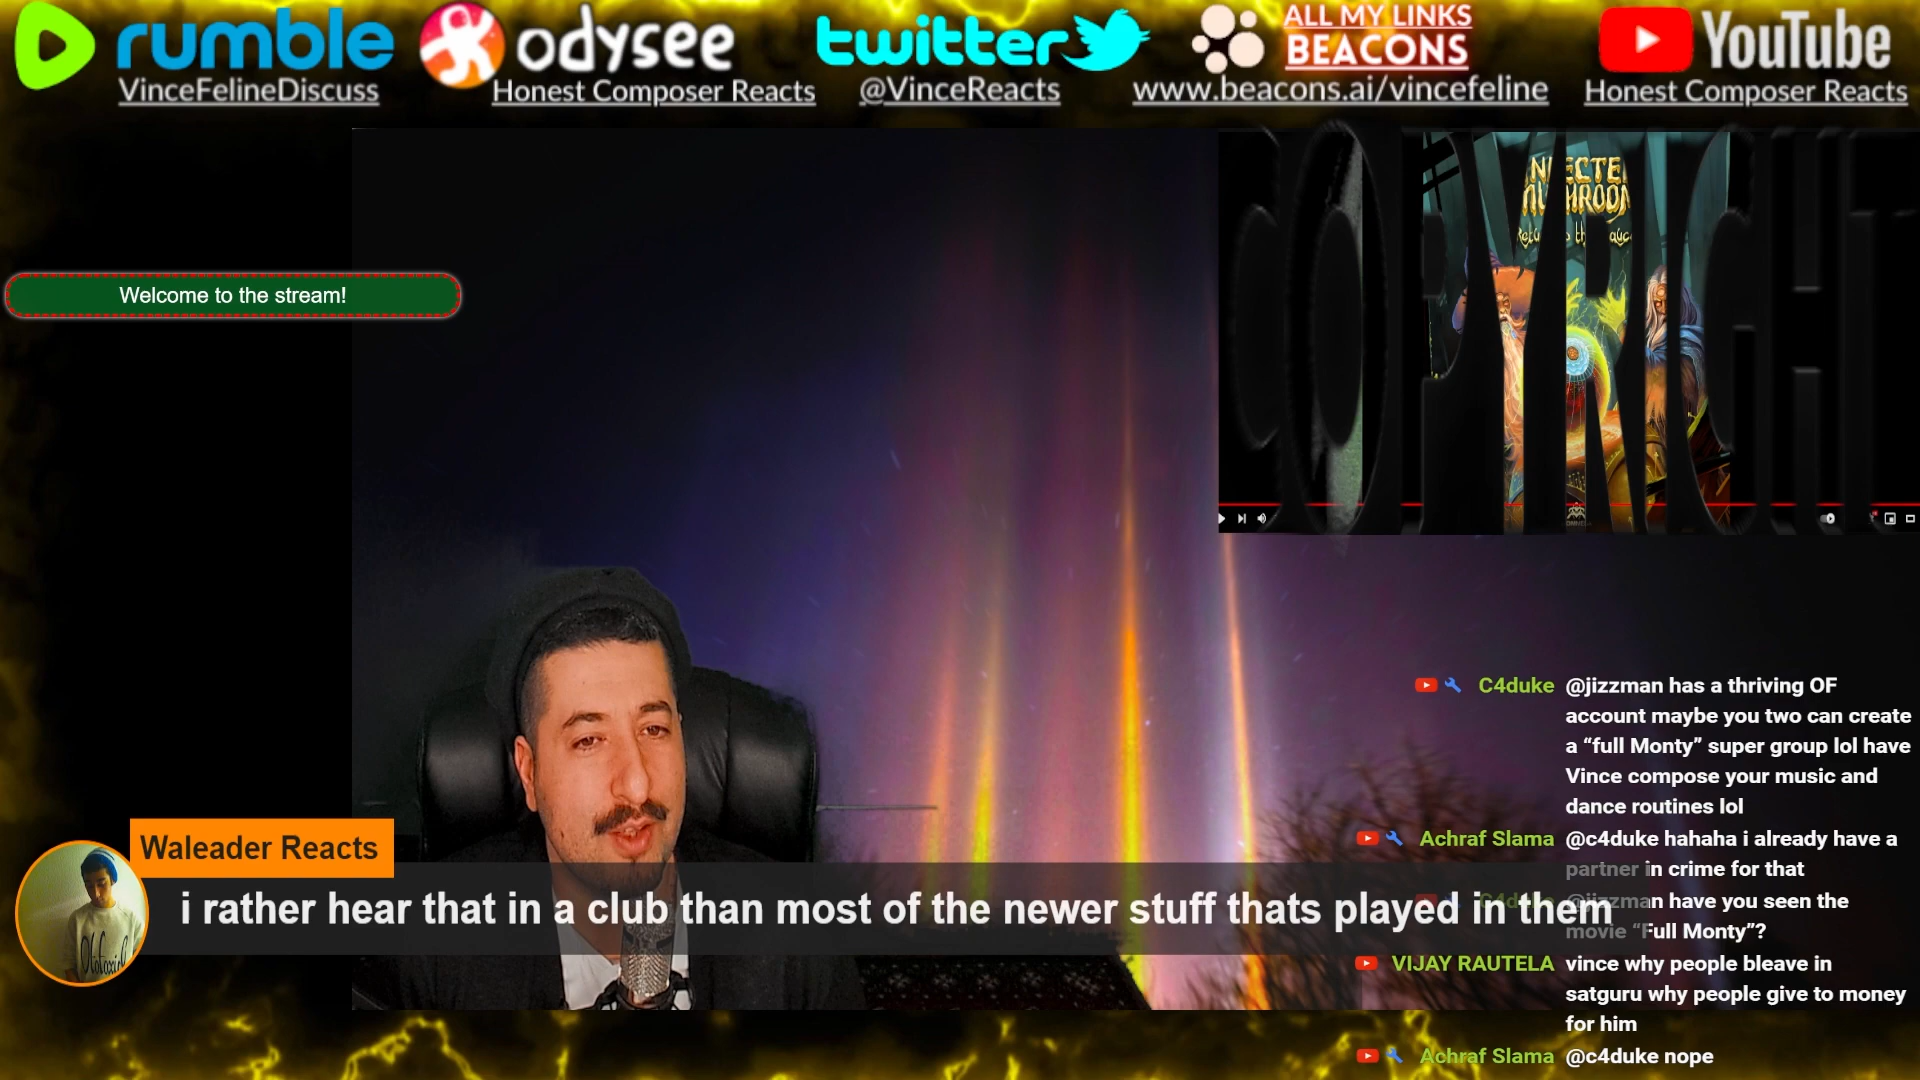 rumble
VinceFelineDiscuss
odysee
Honest Composer Reacts
twitter
@VinceReacts
ALL MY LINKS
BEACONS
www.beacons.ai/vincefeline
YouTube
Honest Composer Reacts
COPYRIGHT
Welcome to the stream!
C4duke @jizzman has a thriving OF
account maybe you two can create
a “full Monty” super group lol have
Vince compose your music and
dance routines lol
Achraf Slama @c4duke hahaha i already have a
partner in crime for that
C4duke @jizzman have you seen the
movie “Full Monty”?
VIJAY RAUTELA vince why people bleave in
satguru why people give to money
for him
Achraf Slama @c4duke nope
Waleader Reacts
i rather hear that in a club than most of the newer stuff thats played in them